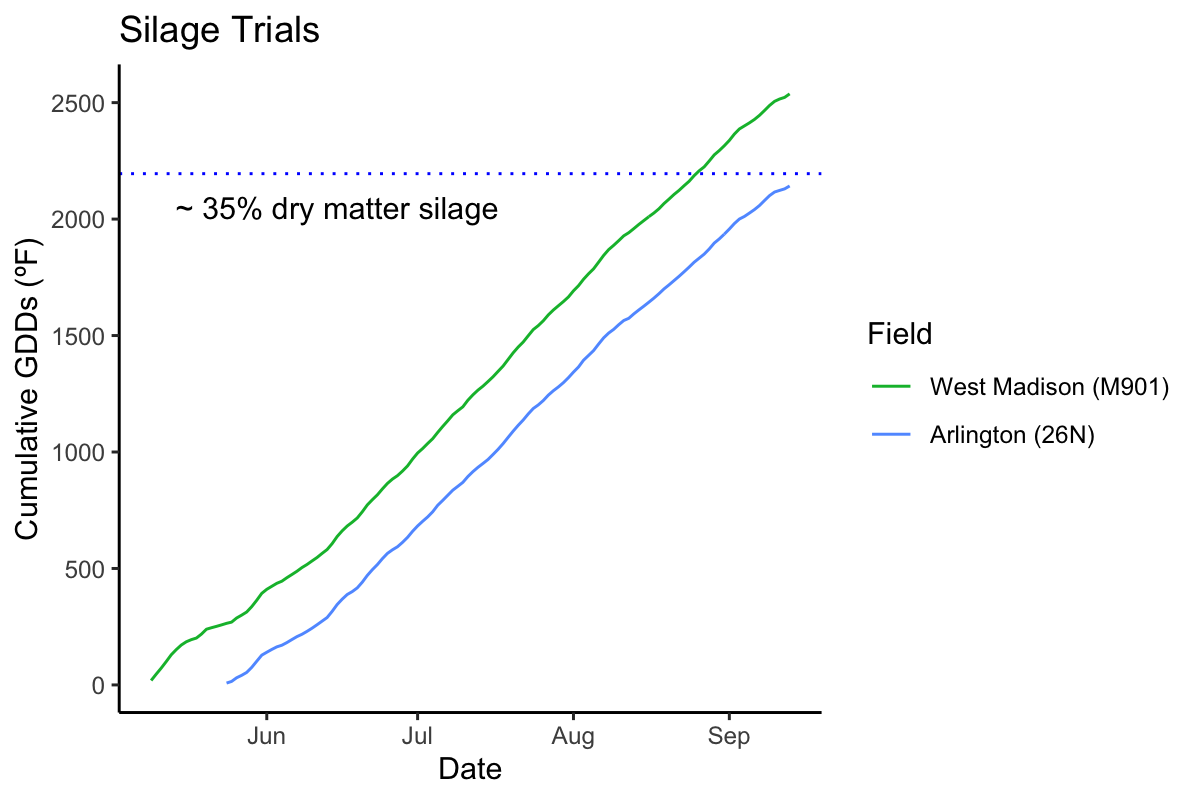 Silage Trials
2500
2000
1500
1000
500
0
~ 35% dry matter silage
Cumulative GDDs (ºF)
Jun Jul Aug Sep
Date
Field
West Madison (M901)
Arlington (26N)